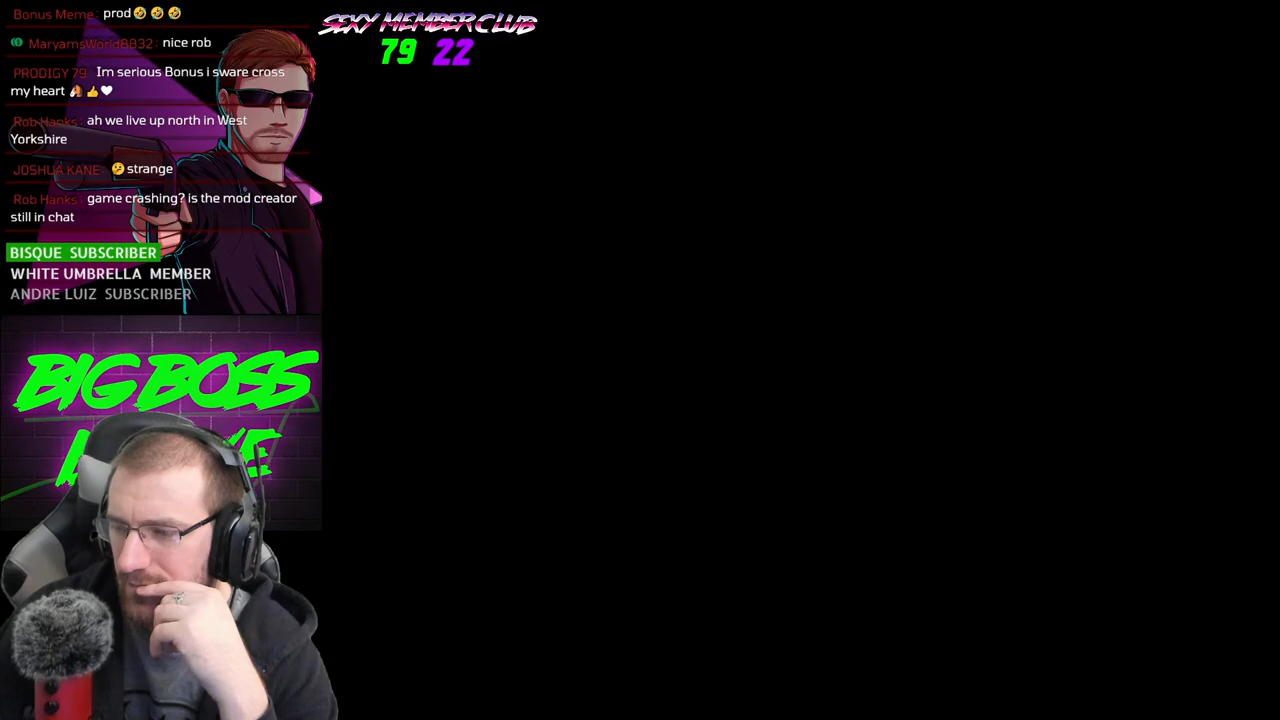 Bonus Meme: prod🤣🤣🤣
MaryamsWorld8832: nice rob
PRODIGY 79: Im serious Bonus i sware cross
my heart 🐴👍🤍
Rob Hanks: ah we live up north in West
Yorkshire
JOSHUA KANE: 🤔strange
Rob Hanks: game crashing? is the mod creator
still in chat
BISQUE SUBSCRIBER
WHITE UMBRELLA MEMBER
ANDRE LUIZ SUBSCRIBER
BIG BOSS
SEXY MEMBER CLUB
79 22